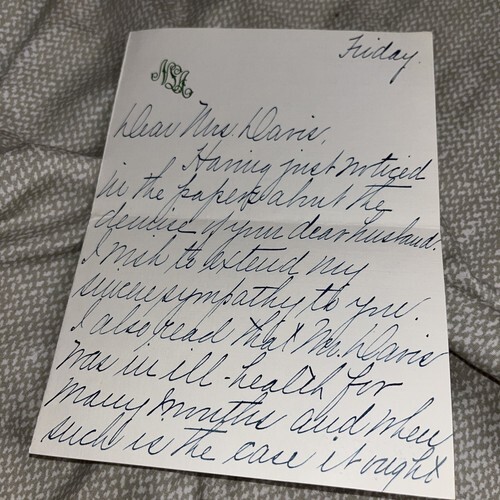 Friday.
NLR
Dear Mrs. Davis,
Having just noticed
in the papers about the
demise of your dear husband.
I wish to extend my
sincere sympathy to you.
I also read that Mr. Davis
was in ill-health for
many months and when
such is the case it ought